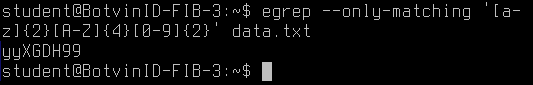 student@BotvinID-FIB-3:~$ egrep --only-matching '[a-
z]{2}[A-Z]{4}[0-9]{2}' data.txt
yyXGDH99
student@BotvinID-FIB-3:~$